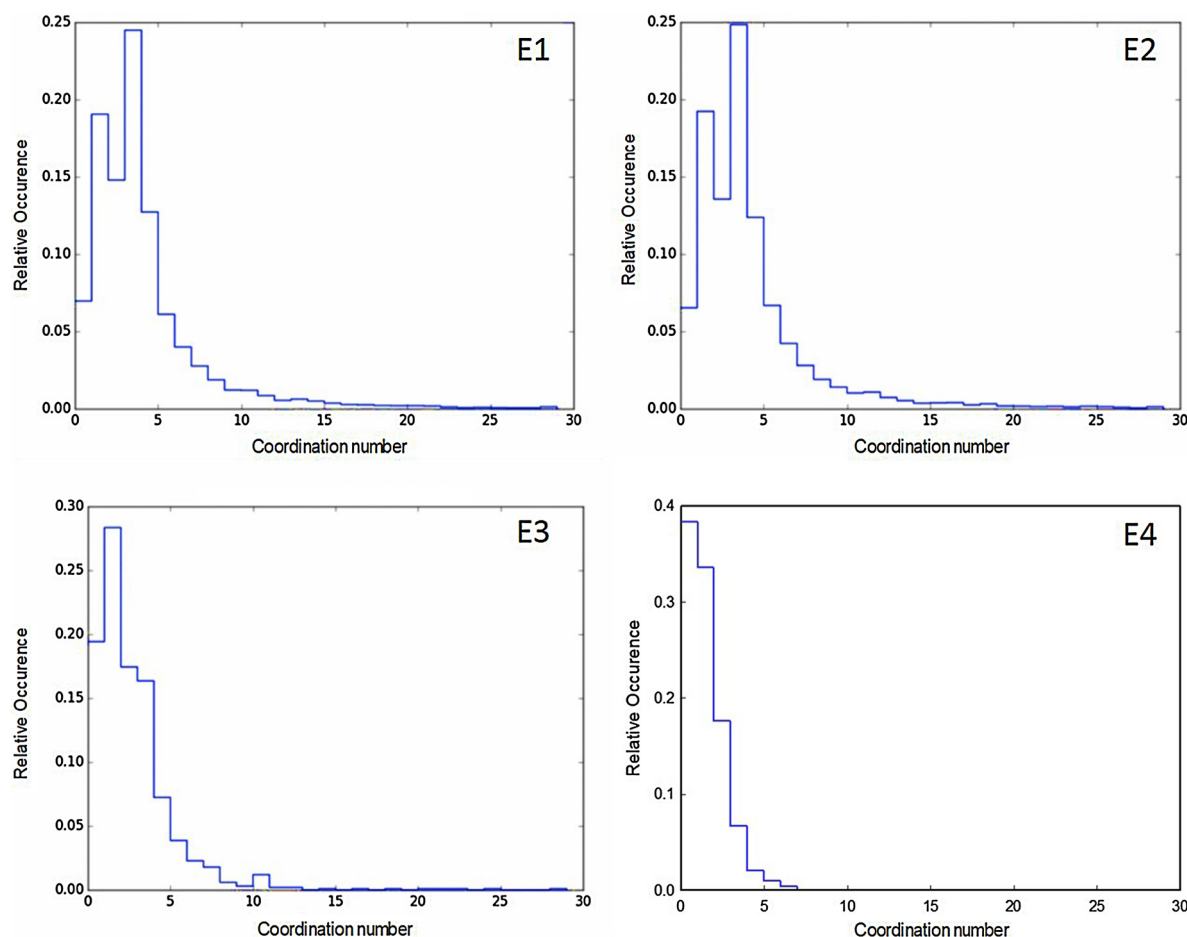 E1
Relative Occurence
0.25
0.20
0.15
0.10
0.05
0.00
0 5 10 15 20 25 30
Coordination number
E2
Relative Occurence
0.25
0.20
0.15
0.10
0.05
0.00
0 5 10 15 20 25 30
Coordination number
E3
Relative Occurence
0.30
0.25
0.20
0.15
0.10
0.05
0.00
0 5 10 15 20 25 30
Coordination number
E4
Relative Occurence
0.4
0.3
0.2
0.1
0.0
0 5 10 15 20 25 30
Coordination number